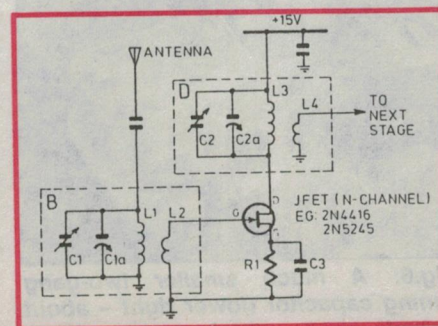 +15V
ANTENNA
D
L3
L4
TO
NEXT
STAGE
C2
C2a
B
L1
L2
D
G
JFET (N-CHANNEL)
EG: 2N4416
2N5245
C1
C1a
R1
C3